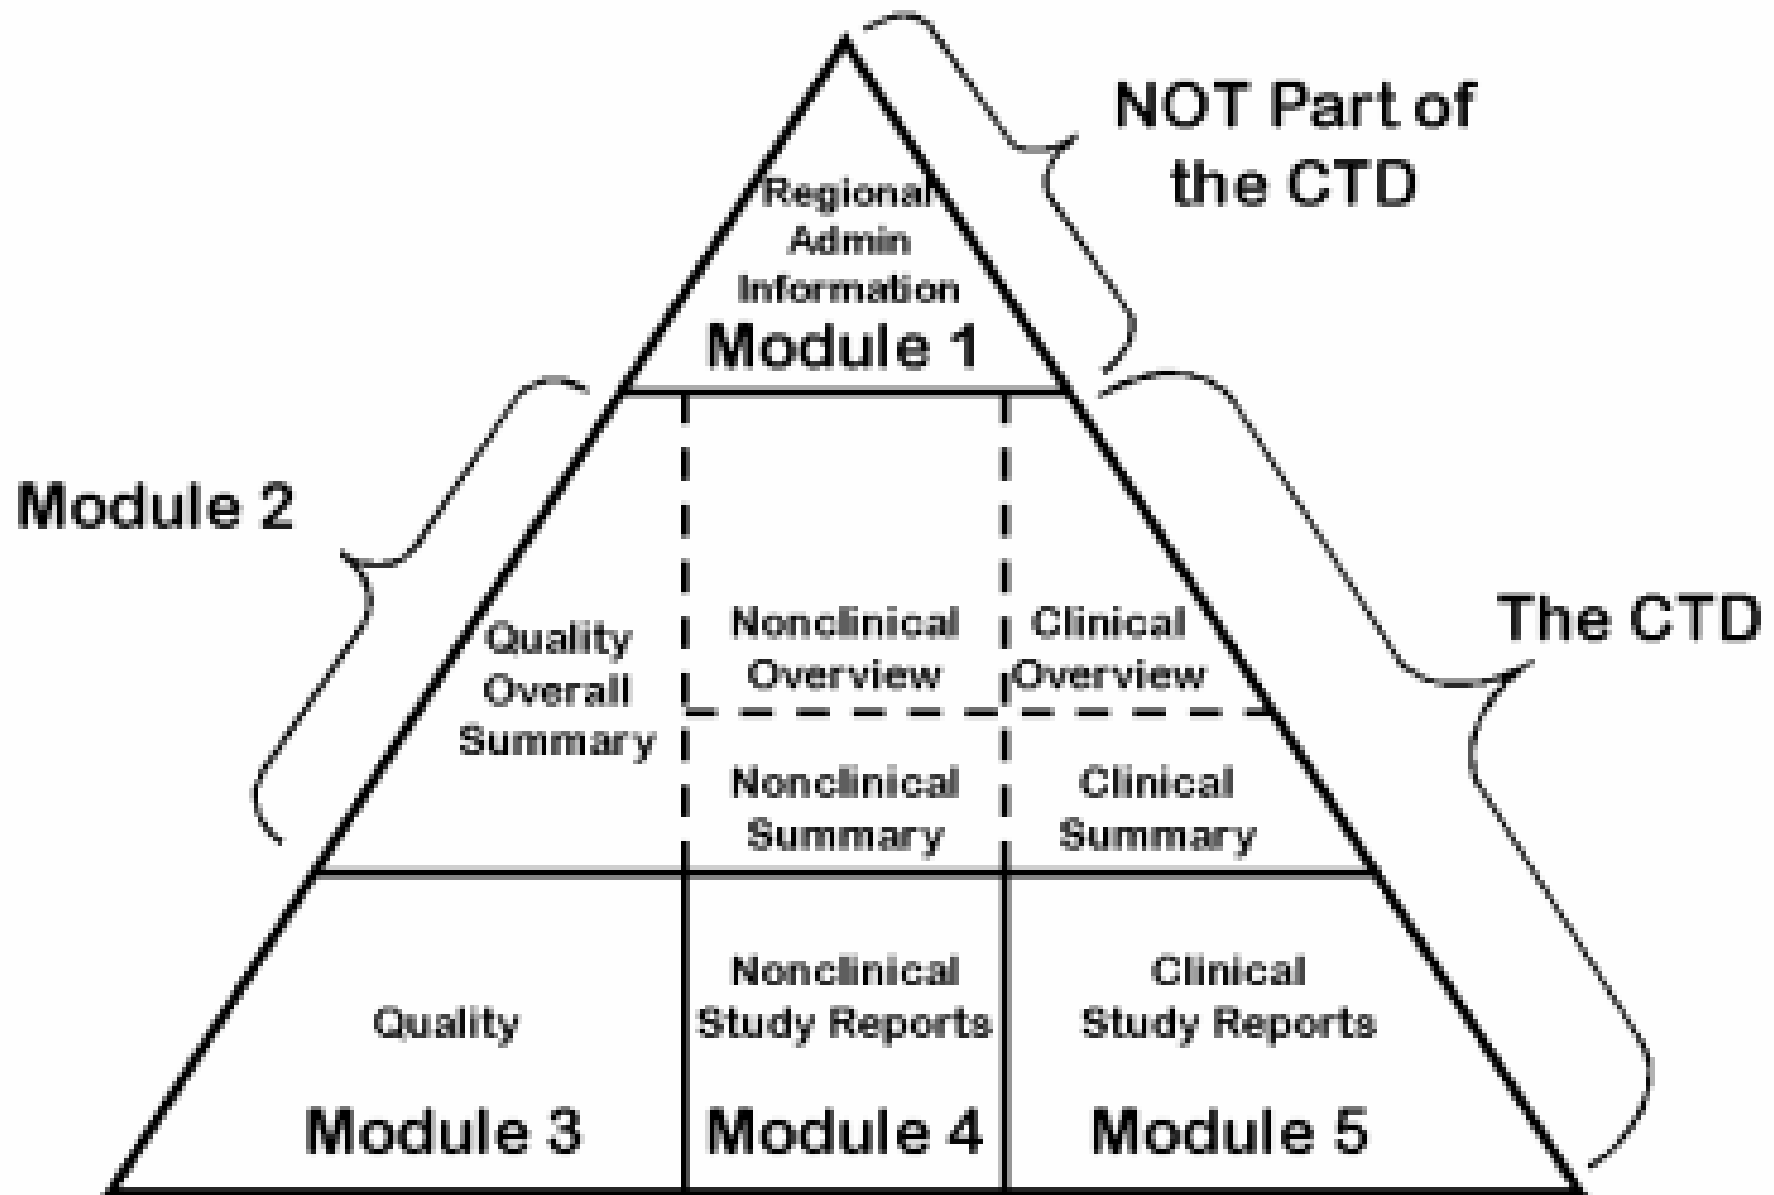 NOT Part of
the CTD
Regional
Admin
Information
Module 1
Module 2
The CTD
Quality
Overall
Summary
Nonclinical
Overview
Clinical
Overview
Nonclinical
Summary
Clinical
Summary
Quality
Module 3
Nonclinical
Study Reports
Module 4
Clinical
Study Reports
Module 5